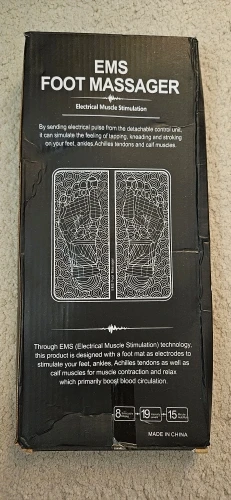 EMS
FOOT MASSAGER
Electrical Muscle Stimulation
By sending electrical pulse from the detachable control unit,
it can simulate the feeling of tapping, kneading and stroking
on your feet, ankles,Achilles tendons and calf muscles.
Through EMS (Electrical Muscle Stimulation) technology,
this product is designed with a foot mat as electrodes to
stimulate your feet, ankles, Achilles tendons as well as
calf muscles for muscle contraction and relax
which primarily boost blood circulation.
8 19 15
MADE IN CHINA